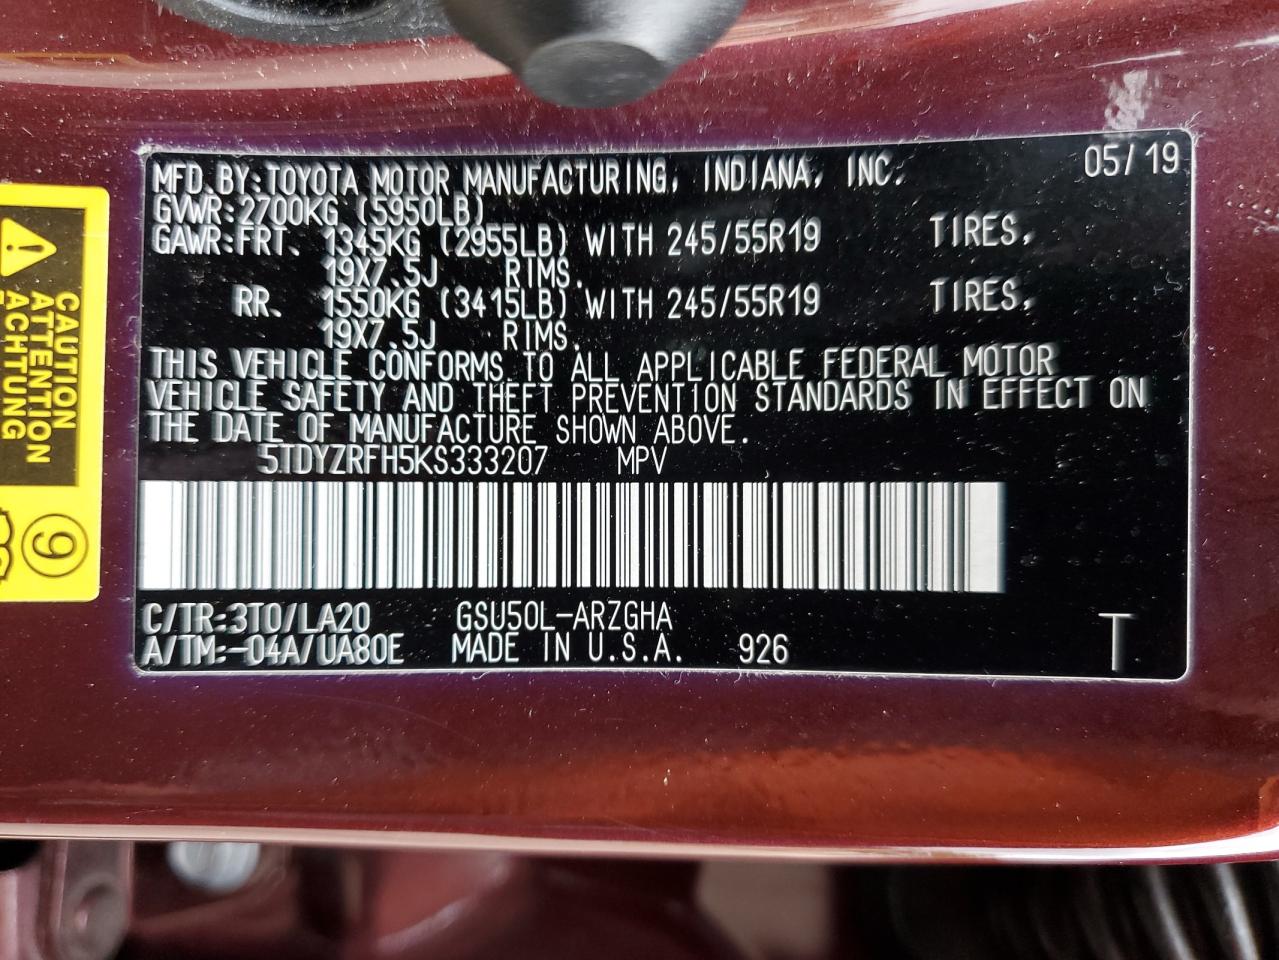 MFD.BY:TOYOTA MOTOR MANUFACTURING, INDIANA, INC. 05/19
GVWR:2700KG (5950LB)
GAWR:FRT. 1345KG (2955LB) WITH 245/55R19 TIRES,
19X7.5J RIMS.
RR. 1550KG (3415LB) WITH 245/55R19 TIRES,
19X7.5J RIMS.
THIS VEHICLE CONFORMS TO ALL APPLICABLE FEDERAL MOTOR
VEHICLE SAFETY AND THEFT PREVENTION STANDARDS IN EFFECT ON
THE DATE OF MANUFACTURE SHOWN ABOVE.
5TDYZRFH5KS333207 MPV
C/TR:3T0/LA20 GSU50L-ARZGHA
A/TM:-04A/UA80E MADE IN U.S.A. 926 T
CAUTION
ATTENTION
ACHTUNG
9